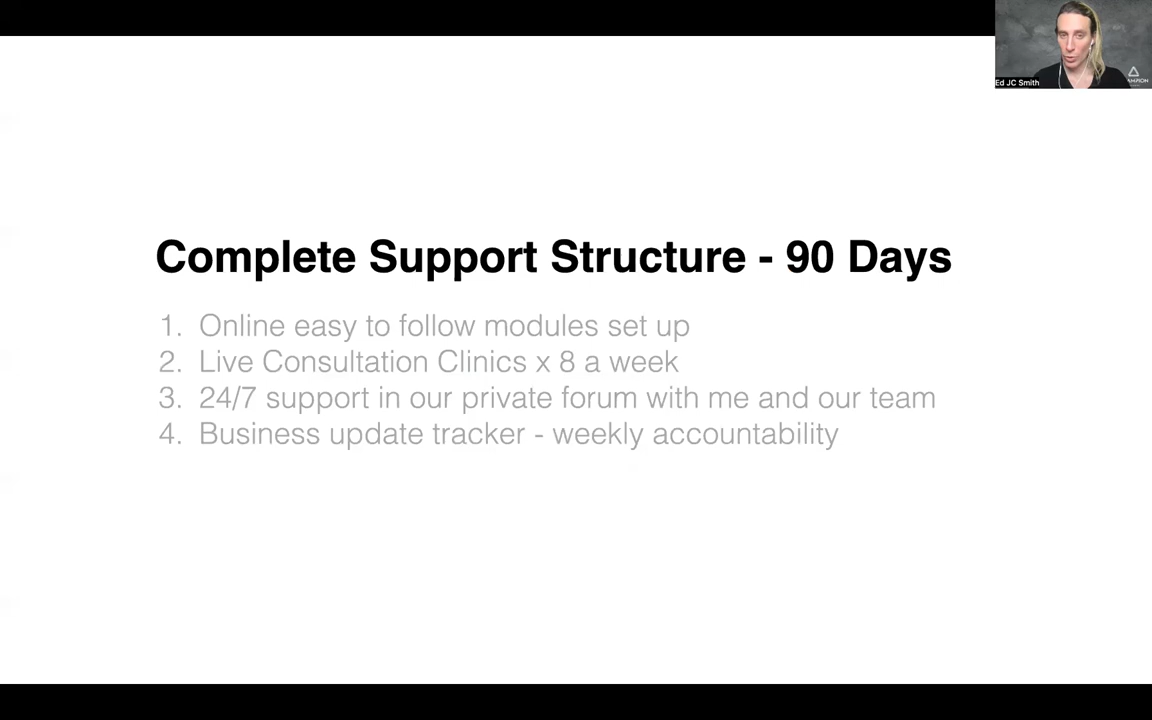 Ed JC Smith
Complete Support Structure - 90 Days
1. Online easy to follow modules set up
2. Live Consultation Clinics x 8 a week
3. 24/7 support in our private forum with me and our team
4. Business update tracker - weekly accountability